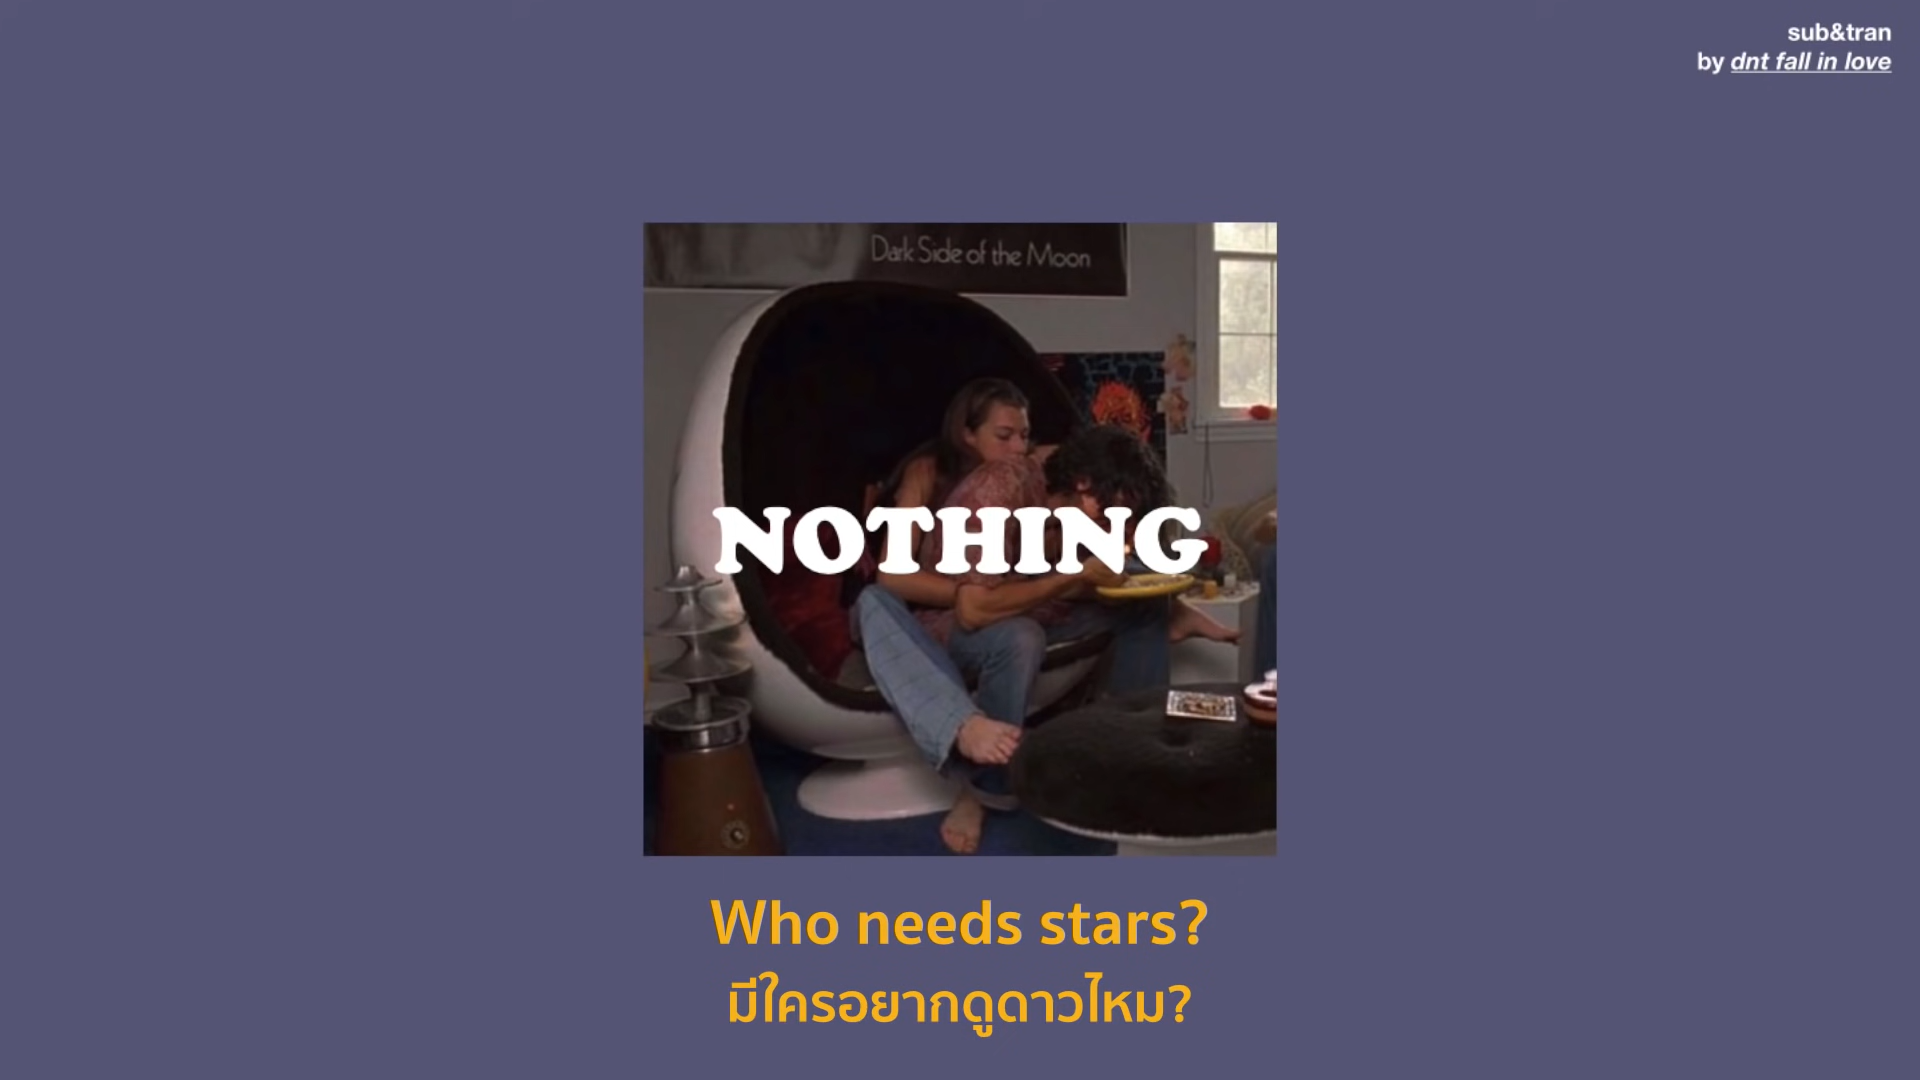 sub&tran
by dnt fall in love
Dark Side of the Moon
NOTHING
Who needs stars?
มีใครอยากดูดาวไหม?